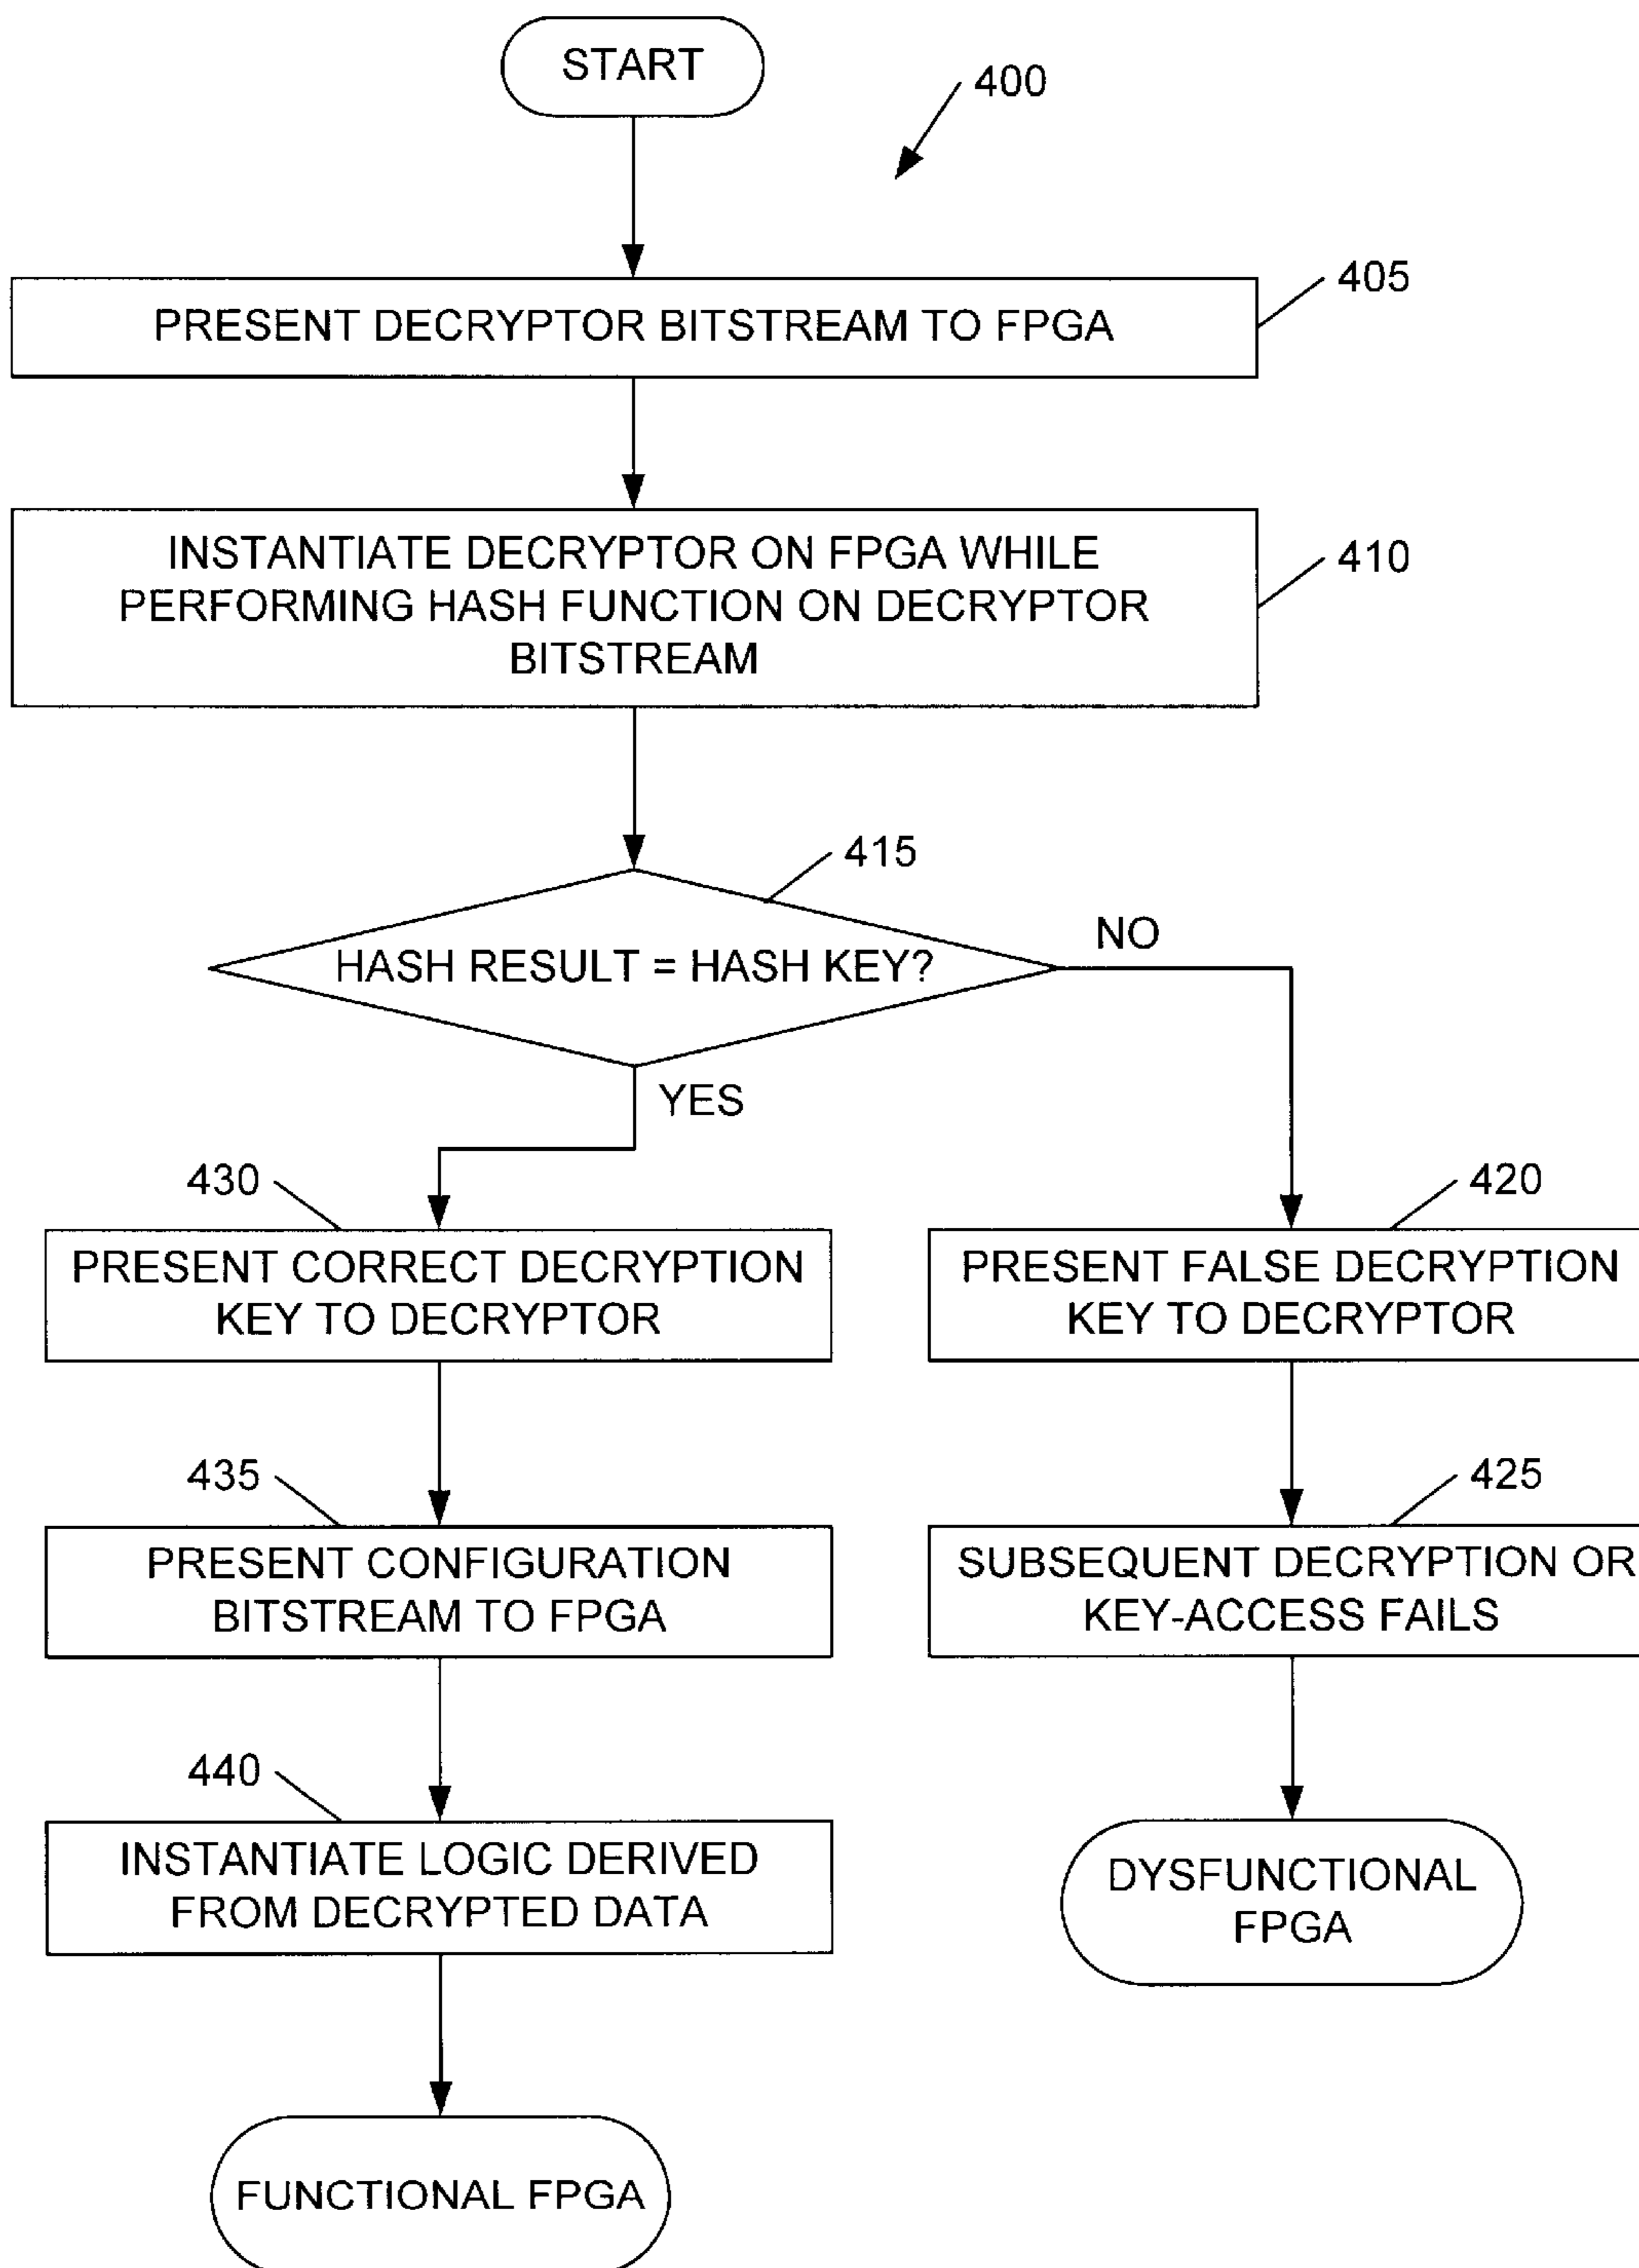 START
400
PRESENT DECRYPTOR BITSTREAM TO FPGA
405
INSTANTIATE DECRYPTOR ON FPGA WHILE
PERFORMING HASH FUNCTION ON DECRYPTOR
BITSTREAM
410
415
HASH RESULT = HASH KEY?
NO
YES
430
PRESENT CORRECT DECRYPTION
KEY TO DECRYPTOR
420
PRESENT FALSE DECRYPTION
KEY TO DECRYPTOR
435
PRESENT CONFIGURATION
BITSTREAM TO FPGA
425
SUBSEQUENT DECRYPTION OR
KEY-ACCESS FAILS
440
INSTANTIATE LOGIC DERIVED
FROM DECRYPTED DATA
DYSFUNCTIONAL
FPGA
FUNCTIONAL FPGA